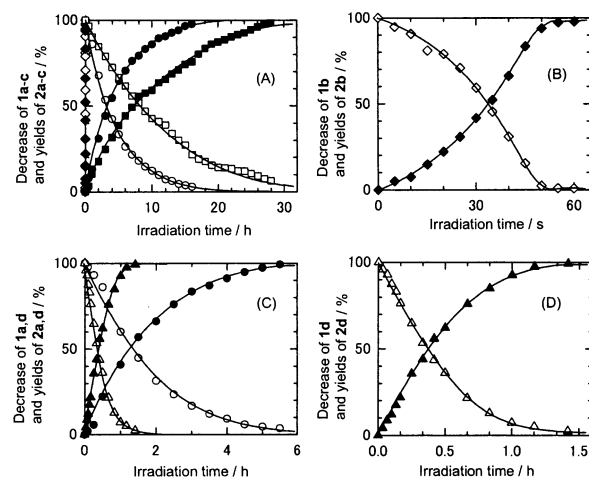 Decrease of 1a-c
and yields of 2a-c / %
100
50
0
0
10
20
30
(A)
Irradiation time / h
Decrease of 1b
and yields of 2b / %
100
50
0
0
30
60
(B)
Irradiation time / s
Decrease of 1a,d
and yields of 2a,d / %
100
50
0
0
2
4
6
(C)
Irradiation time / h
Decrease of 1d
and yields of 2d / %
100
50
0
0.0
0.5
1.0
1.5
(D)
Irradiation time / h